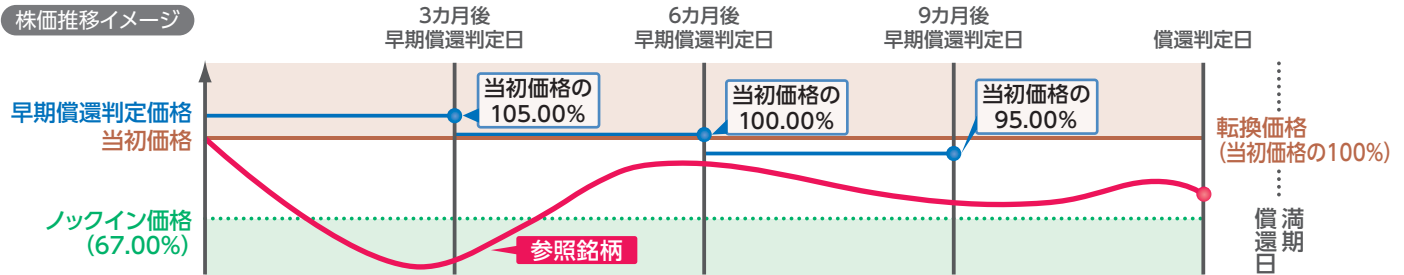 株価推移イメージ
3カ月後
早期償還判定日
6カ月後
早期償還判定日
9カ月後
早期償還判定日
償還判定日
早期償還判定価格
当初価格
当初価格の
105.00%
当初価格の
100.00%
当初価格の
95.00%
転換価格
(当初価格の100%)
ノックイン価格
(67.00%)
参照銘柄
満期
償還日